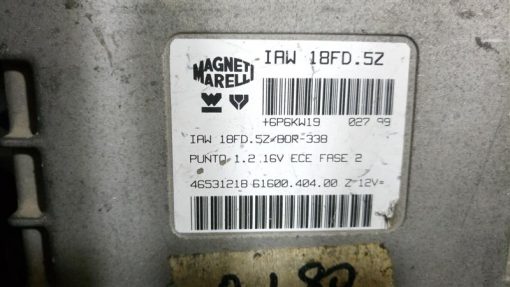 IAW 18FD.5Z
MAGNETI
MARELLI
+6P6KW19 027 99
IAW 18FD.5Z*80R-338
PUNTO 1.2.16V ECE FASE 2
46531218 61600.404.00 Z 12V=